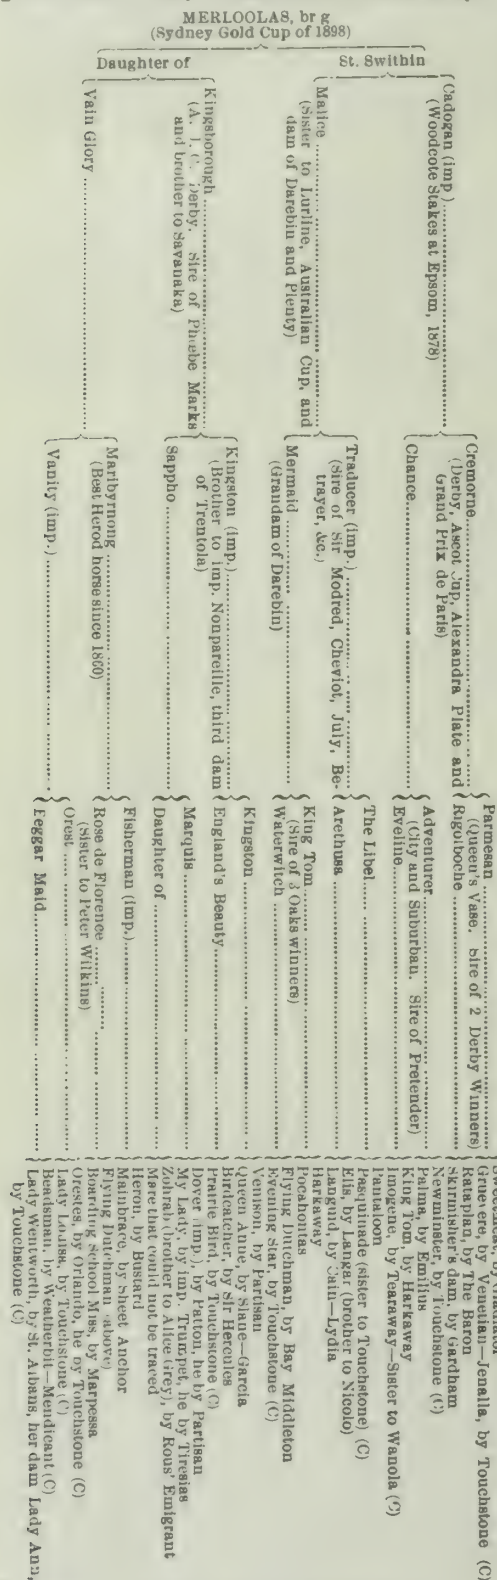 MERLOOLAS, br g
(Sydney Gold Cup of 1898)
St. Swithin
Daughter of
Cadogan (imp.)
(Woodcote Stakes at Epsom, 1878)
Malice
(Sister to Lurline, Australian Cup, and
dam of Darebin and Plenty)
Kingsborough
(A. J. C. Derby. Sire of Phœbe Marks
and brother to Savanaka)
Vain Glory
Cremorne
(Derby, Ascot Cup, Alexandra Plate and
Grand Prix de Paris)
Chance
Traducer (imp.)
(Sire of Sir Modred, Cheviot, July, Be-
trayer, &c.)
Mermaid
(Grandam of Darebin)
Kingston (imp.)
(Brother to imp. Nonpareille, third dam
of Trentola)
Sappho
Maribyrnong
(Best Herod horse since 1860)
Vanity (imp.)
Parmesan
(Queen's Vase. Sire of 2 Derby Winners)
Rigolboche
Adventurer
(City and Suburban. Sire of Pretender)
Eveline
The Libel
Arethusa
King Tom
(Sire of 3 Oaks winners)
Waterwitch
Kingston
England's Beauty
Marquis
Daughter of
Fisherman (imp.)
Rose de Florence
(Sister to Peter Wilkins)
Orest
Beggar Maid
Gruyere, by Venetian—Jenalla, by Touchstone (C)
Rataplan, by The Baron
Skirmisher's dam, by Gardham
Newminster, by Touchstone (C)
Palma, by Emilius
King Tom, by Harkaway
Imogene, by Tearaway—Sister to Wanola (C)
Pantaloon
Pasquinade (sister to Touchstone) (C)
Elis, by Langar (brother to Nicolo)
Languid, by Cain—Lydia
Harkaway
Pocahontas
Flying Dutchman, by Bay Middleton
Evening Star, by Touchstone (C)
Venison, by Partisan
Queen Anne, by Slane—Garcia
Birdcatcher, by Sir Hercules
Prairie Bird, by Touchstone (C)
Dover (imp.) by Patton, he by Partisan
My Lady, by imp. Trumpet, he by Tiresias
Zohrab (brother to Alice Grey), by Rous' Emigrant
Mare that could not be traced
Heron, by Bustard
Mainbrace, by Sheet Anchor
Flying Dutchman (above)
Boarding School Miss, by Marpessa
Orestes, by Orlando, he by Touchstone (C)
Lady Louisa, by Touchstone (C)
Beadsman, by Weatherbit—Mendicant (C)
Lady Wentworth, by St. Albans, her dam Lady Ann,
by Touchstone (C)